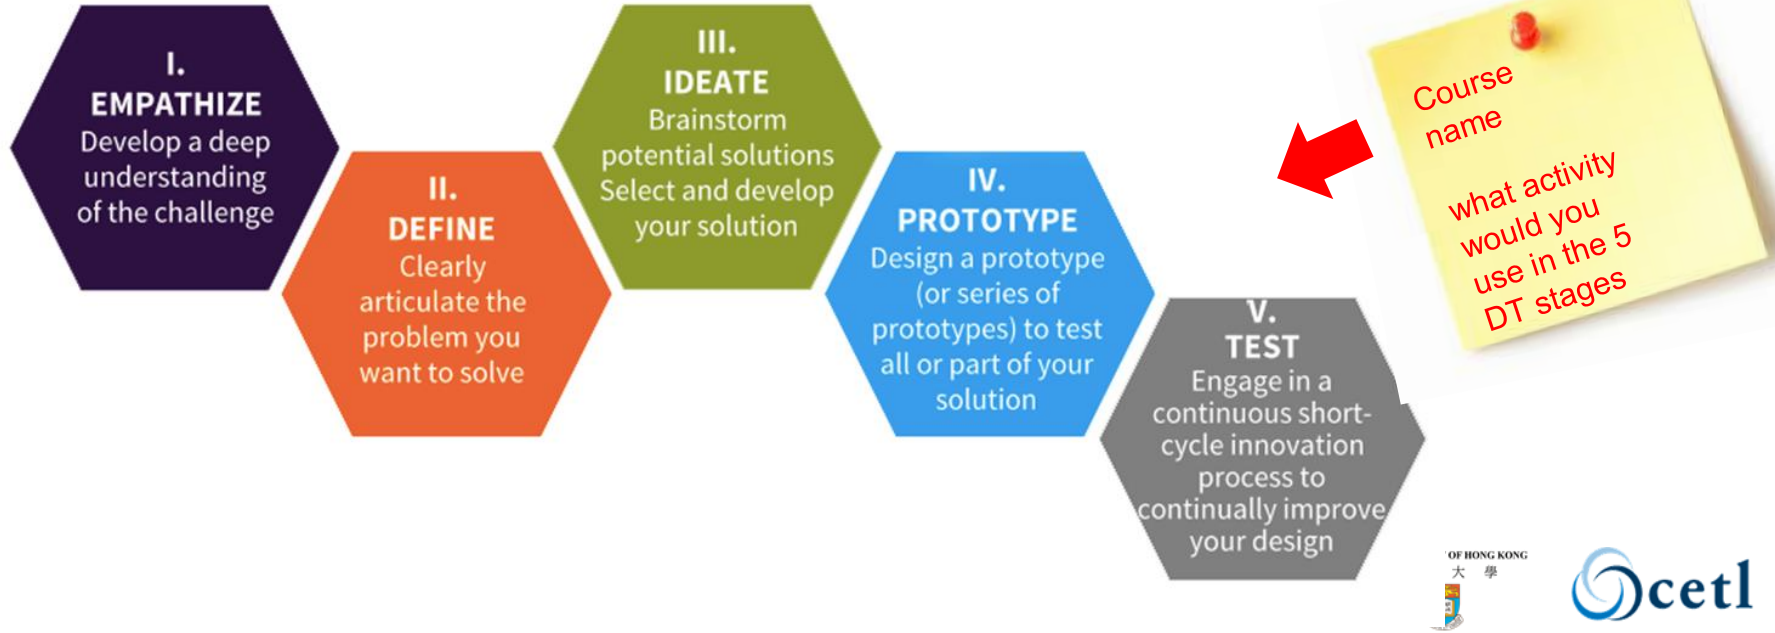 I.
EMPATHIZE
Develop a deep
understanding
of the challenge
II.
DEFINE
Clearly
articulate the
problem you
want to solve
III.
IDEATE
Brainstorm
potential solutions
Select and develop
your solution
IV.
PROTOTYPE
Design a prototype
(or series of
prototypes) to test
all or part of your
solution
V.
TEST
Engage in a
continuous short-
cycle innovation
process to
continually improve
your design
Course
name
what activity
would you
use in the 5
DT stages
OF HONG KONG
大 學
cetl